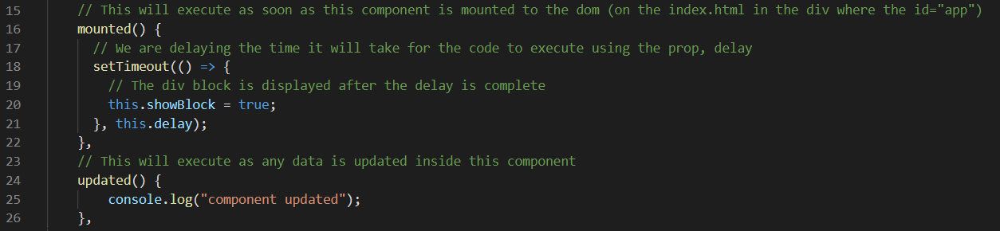 15 // This will execute as soon as this component is mounted to the dom (on the index.html in the div where the id="app")
16 mounted() {
17 // We are delaying the time it will take for the code to execute using the prop, delay
18 setTimeout(() => {
19 // The div block is displayed after the delay is complete
20 this.showBlock = true;
21 }, this.delay);
22 },
23 // This will execute as any data is updated inside this component
24 updated() {
25 console.log("component updated");
26 },